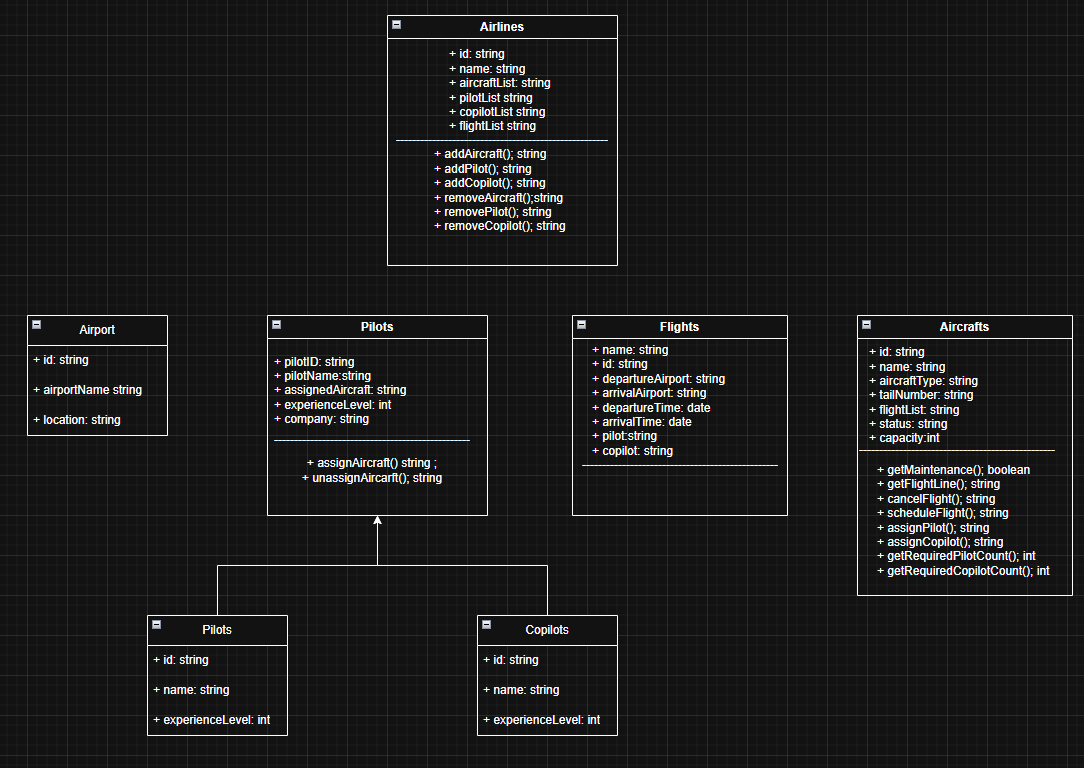 Airlines
+ id: string
+ name: string
+ aircraftList: string
+ pilotList string
+ copilotList string
+ flightList string
+ addAircraft(); string
+ addPilot(); string
+ addCopilot(); string
+ removeAircraft();string
+ removePilot(); string
+ removeCopilot(); string
Airport
+ id: string
+ airportName string
+ location: string
Pilots
+ pilotID: string
+ pilotName:string
+ assignedAircraft: string
+ experienceLevel: int
+ company: string
+ assignAircraft() string ;
+ unassignAircarft(); string
Flights
+ name: string
+ id: string
+ departureAirport: string
+ arrivalAirport: string
+ departureTime: date
+ arrivalTime: date
+ pilot:string
+ copilot: string
Aircrafts
+ id: string
+ name: string
+ aircraftType: string
+ tailNumber: string
+ flightList: string
+ status: string
+ capacity:int
+ getMaintenance(); boolean
+ getFlightLine(); string
+ cancelFlight(); string
+ scheduleFlight(); string
+ assignPilot(); string
+ assignCopilot(); string
+ getRequiredPilotCount(); int
+ getRequiredCopilotCount(); int
Pilots
+ id: string
+ name: string
+ experienceLevel: int
Copilots
+ id: string
+ name: string
+ experienceLevel: int